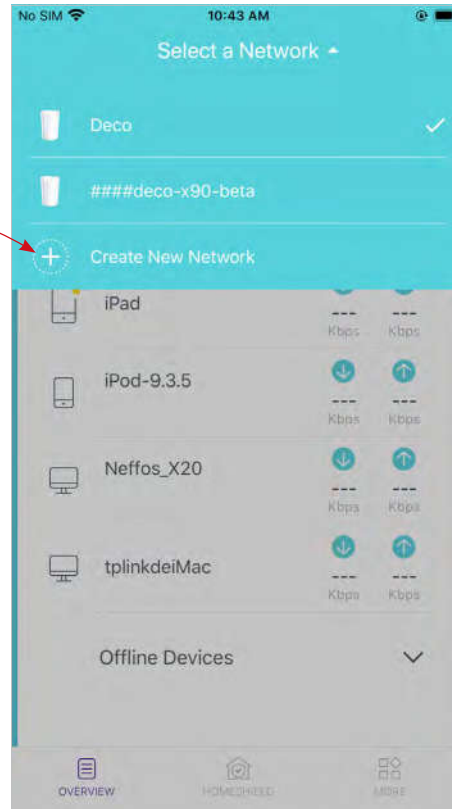 No SIM 10:43 AM
Select a Network
Deco
####deco-x90-beta
Create New Network
iPad
--- ---
Kbps Kbps
iPod-9.3.5
--- ---
Kbps Kbps
Neffos_X20
--- ---
Kbps Kbps
tplinkdeiMac
--- ---
Kbps Kbps
Offline Devices
OVERVIEW HOMESHIELD MORE